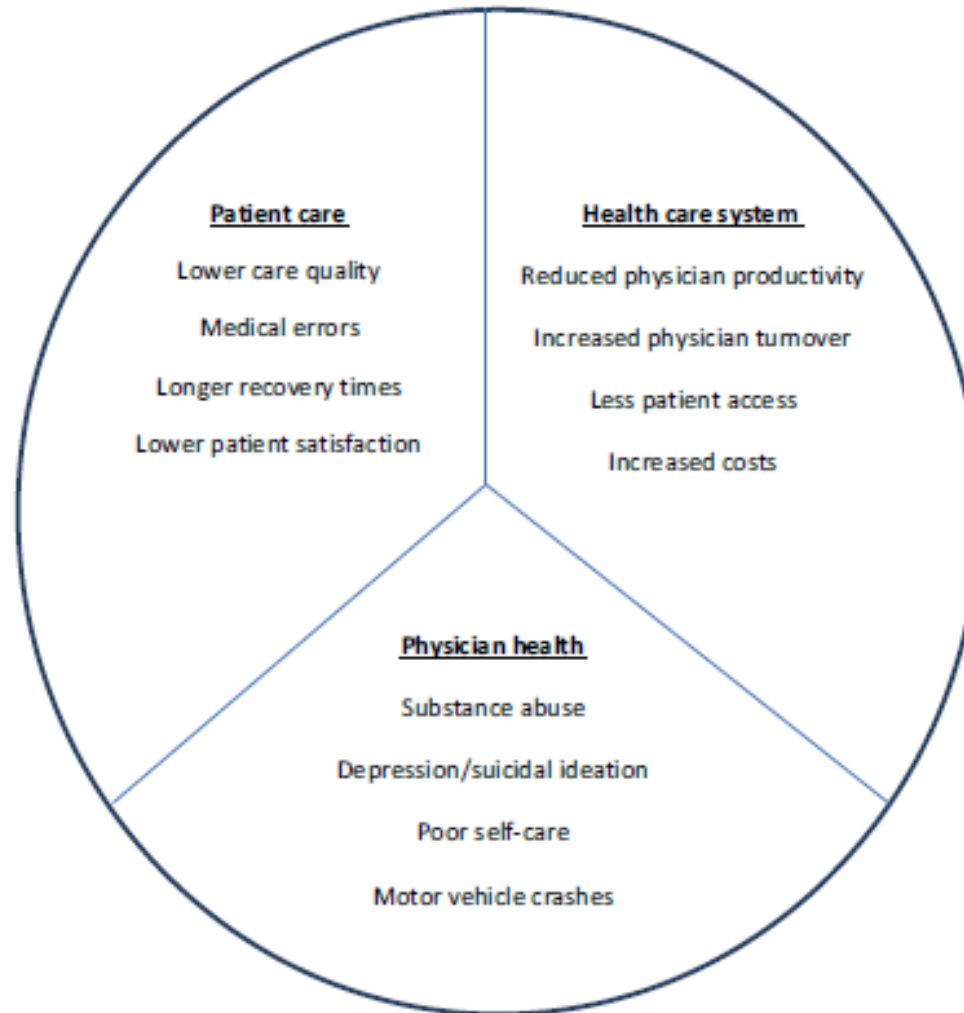 Patient care
Lower care quality
Medical errors
Longer recovery times
Lower patient satisfaction
Health care system
Reduced physician productivity
Increased physician turnover
Less patient access
Increased costs
Physician health
Substance abuse
Depression/suicidal ideation
Poor self-care
Motor vehicle crashes